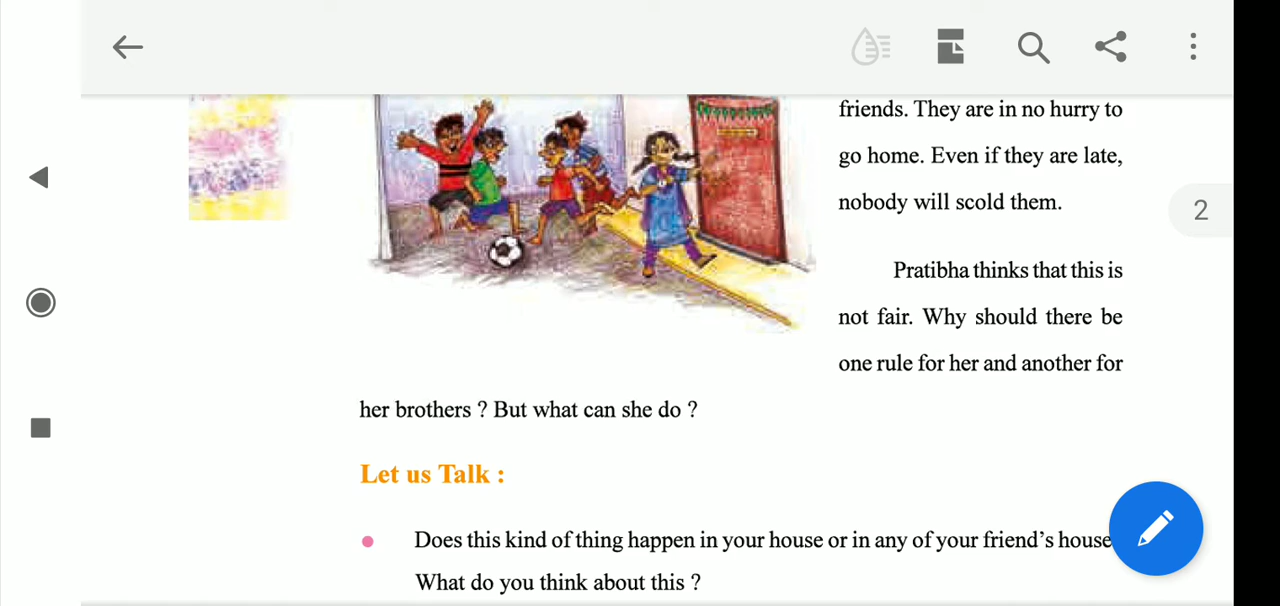 friends. They are in no hurry to
go home. Even if they are late,
nobody will scold them.
2
Pratibha thinks that this is
not fair. Why should there be
one rule for her and another for
her brothers ? But what can she do ?
Let us Talk :
Does this kind of thing happen in your house or in any of your friend's house
What do you think about this ?